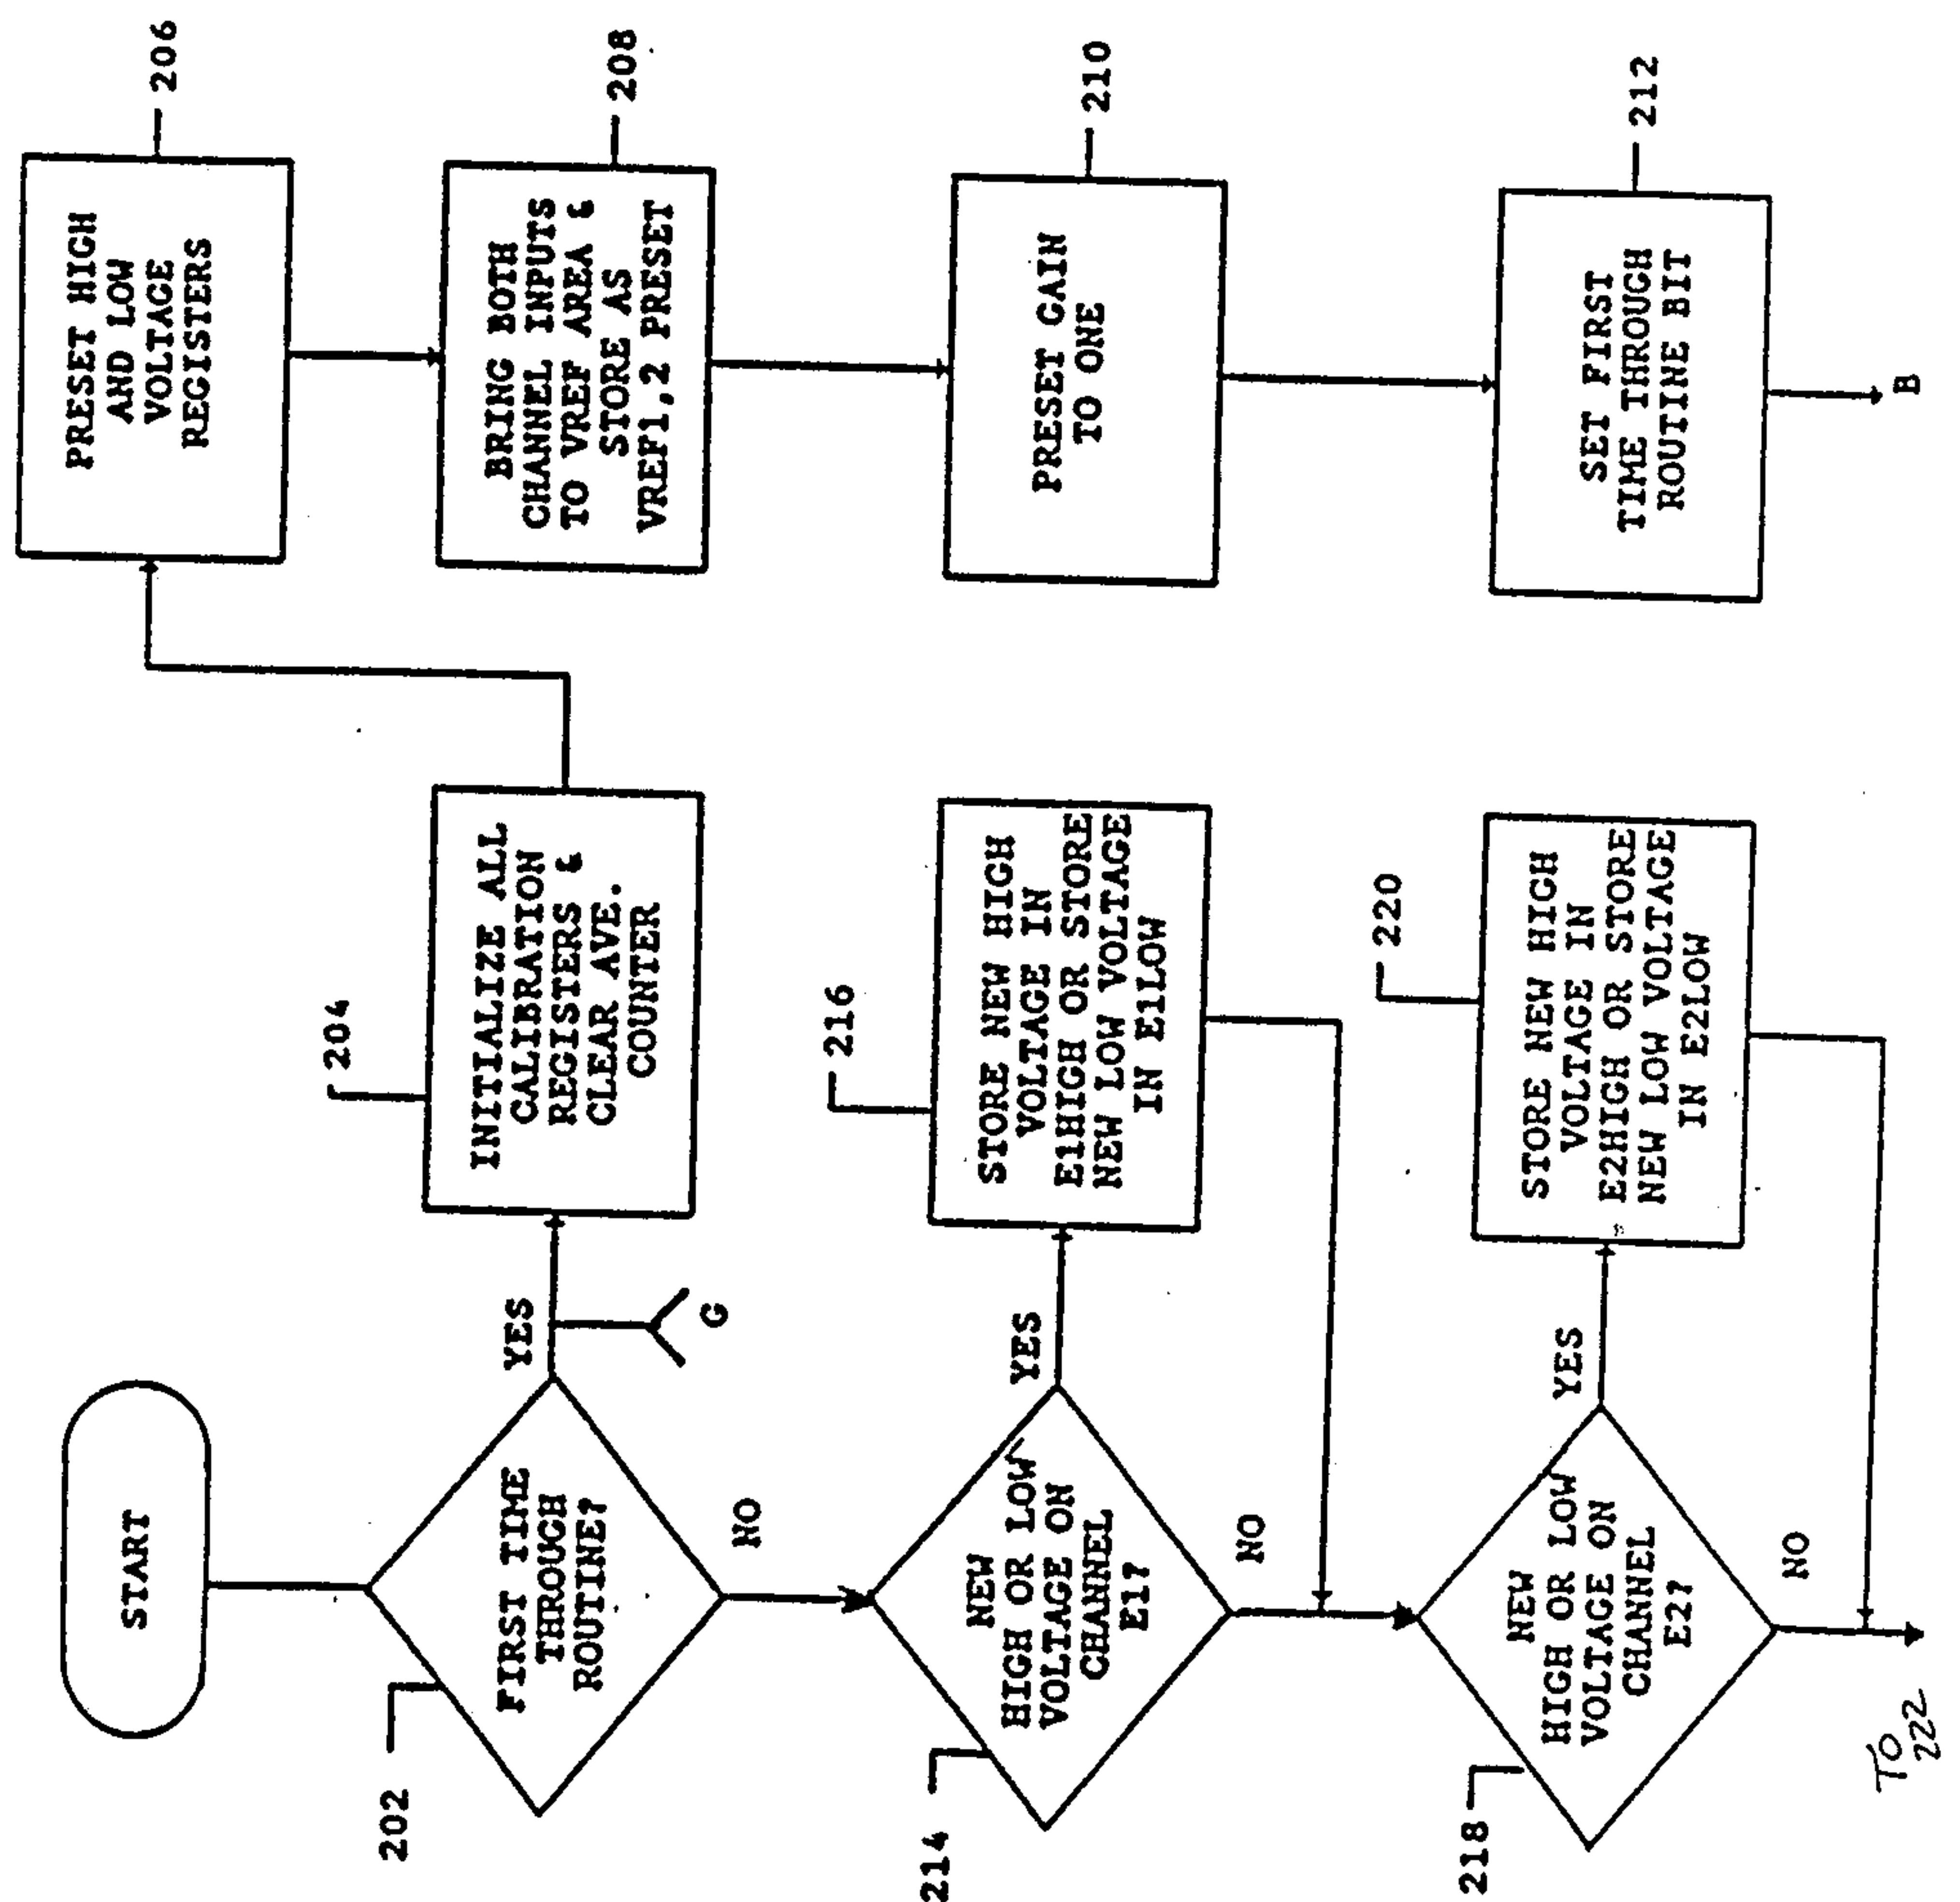 START
202
FIRST TIME
THROUGH
ROUTINE?
YES
NO
G
204
INITIALIZE ALL
CALIBRATION
REGISTERS &
CLEAR AVE.
COUNTER
206
PRESET HIGH
AND LOW
VOLTAGE
REGISTERS
208
BRING BOTH
CHANNEL INPUTS
TO VREF AREA &
STORE AS
VREF1,2 PRESET
210
PRESET GAIN
TO ONE
212
SET FIRST
TIME THROUGH
ROUTINE BIT
B
214
NEW
HIGH OR LOW
VOLTAGE ON
CHANNEL
E1?
YES
NO
216
STORE NEW HIGH
VOLTAGE IN
E1HIGH OR STORE
NEW LOW VOLTAGE
IN E1LOW
218
NEW
HIGH OR LOW
VOLTAGE ON
CHANNEL
E2?
YES
NO
220
STORE NEW HIGH
VOLTAGE IN
E2HIGH OR STORE
NEW LOW VOLTAGE
IN E2LOW
TO
222